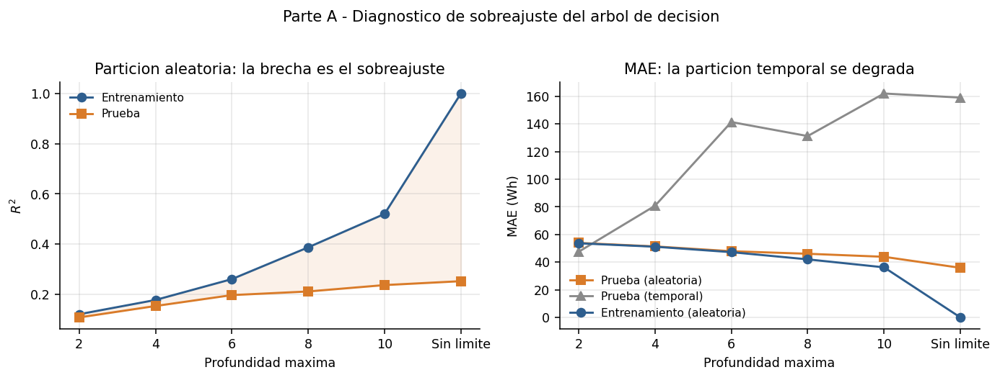 Parte A - Diagnostico de sobreajuste del arbol de decision
Particion aleatoria: la brecha es el sobreajuste
Entrenamiento
Prueba
1.0
0.8
0.6
0.4
0.2
R²
2 4 6 8 10 Sin limite
Profundidad maxima
MAE: la particion temporal se degrada
160
140
120
100
80
60
40
20
0
MAE (Wh)
Prueba (aleatoria)
Prueba (temporal)
Entrenamiento (aleatoria)
2 4 6 8 10 Sin limite
Profundidad maxima